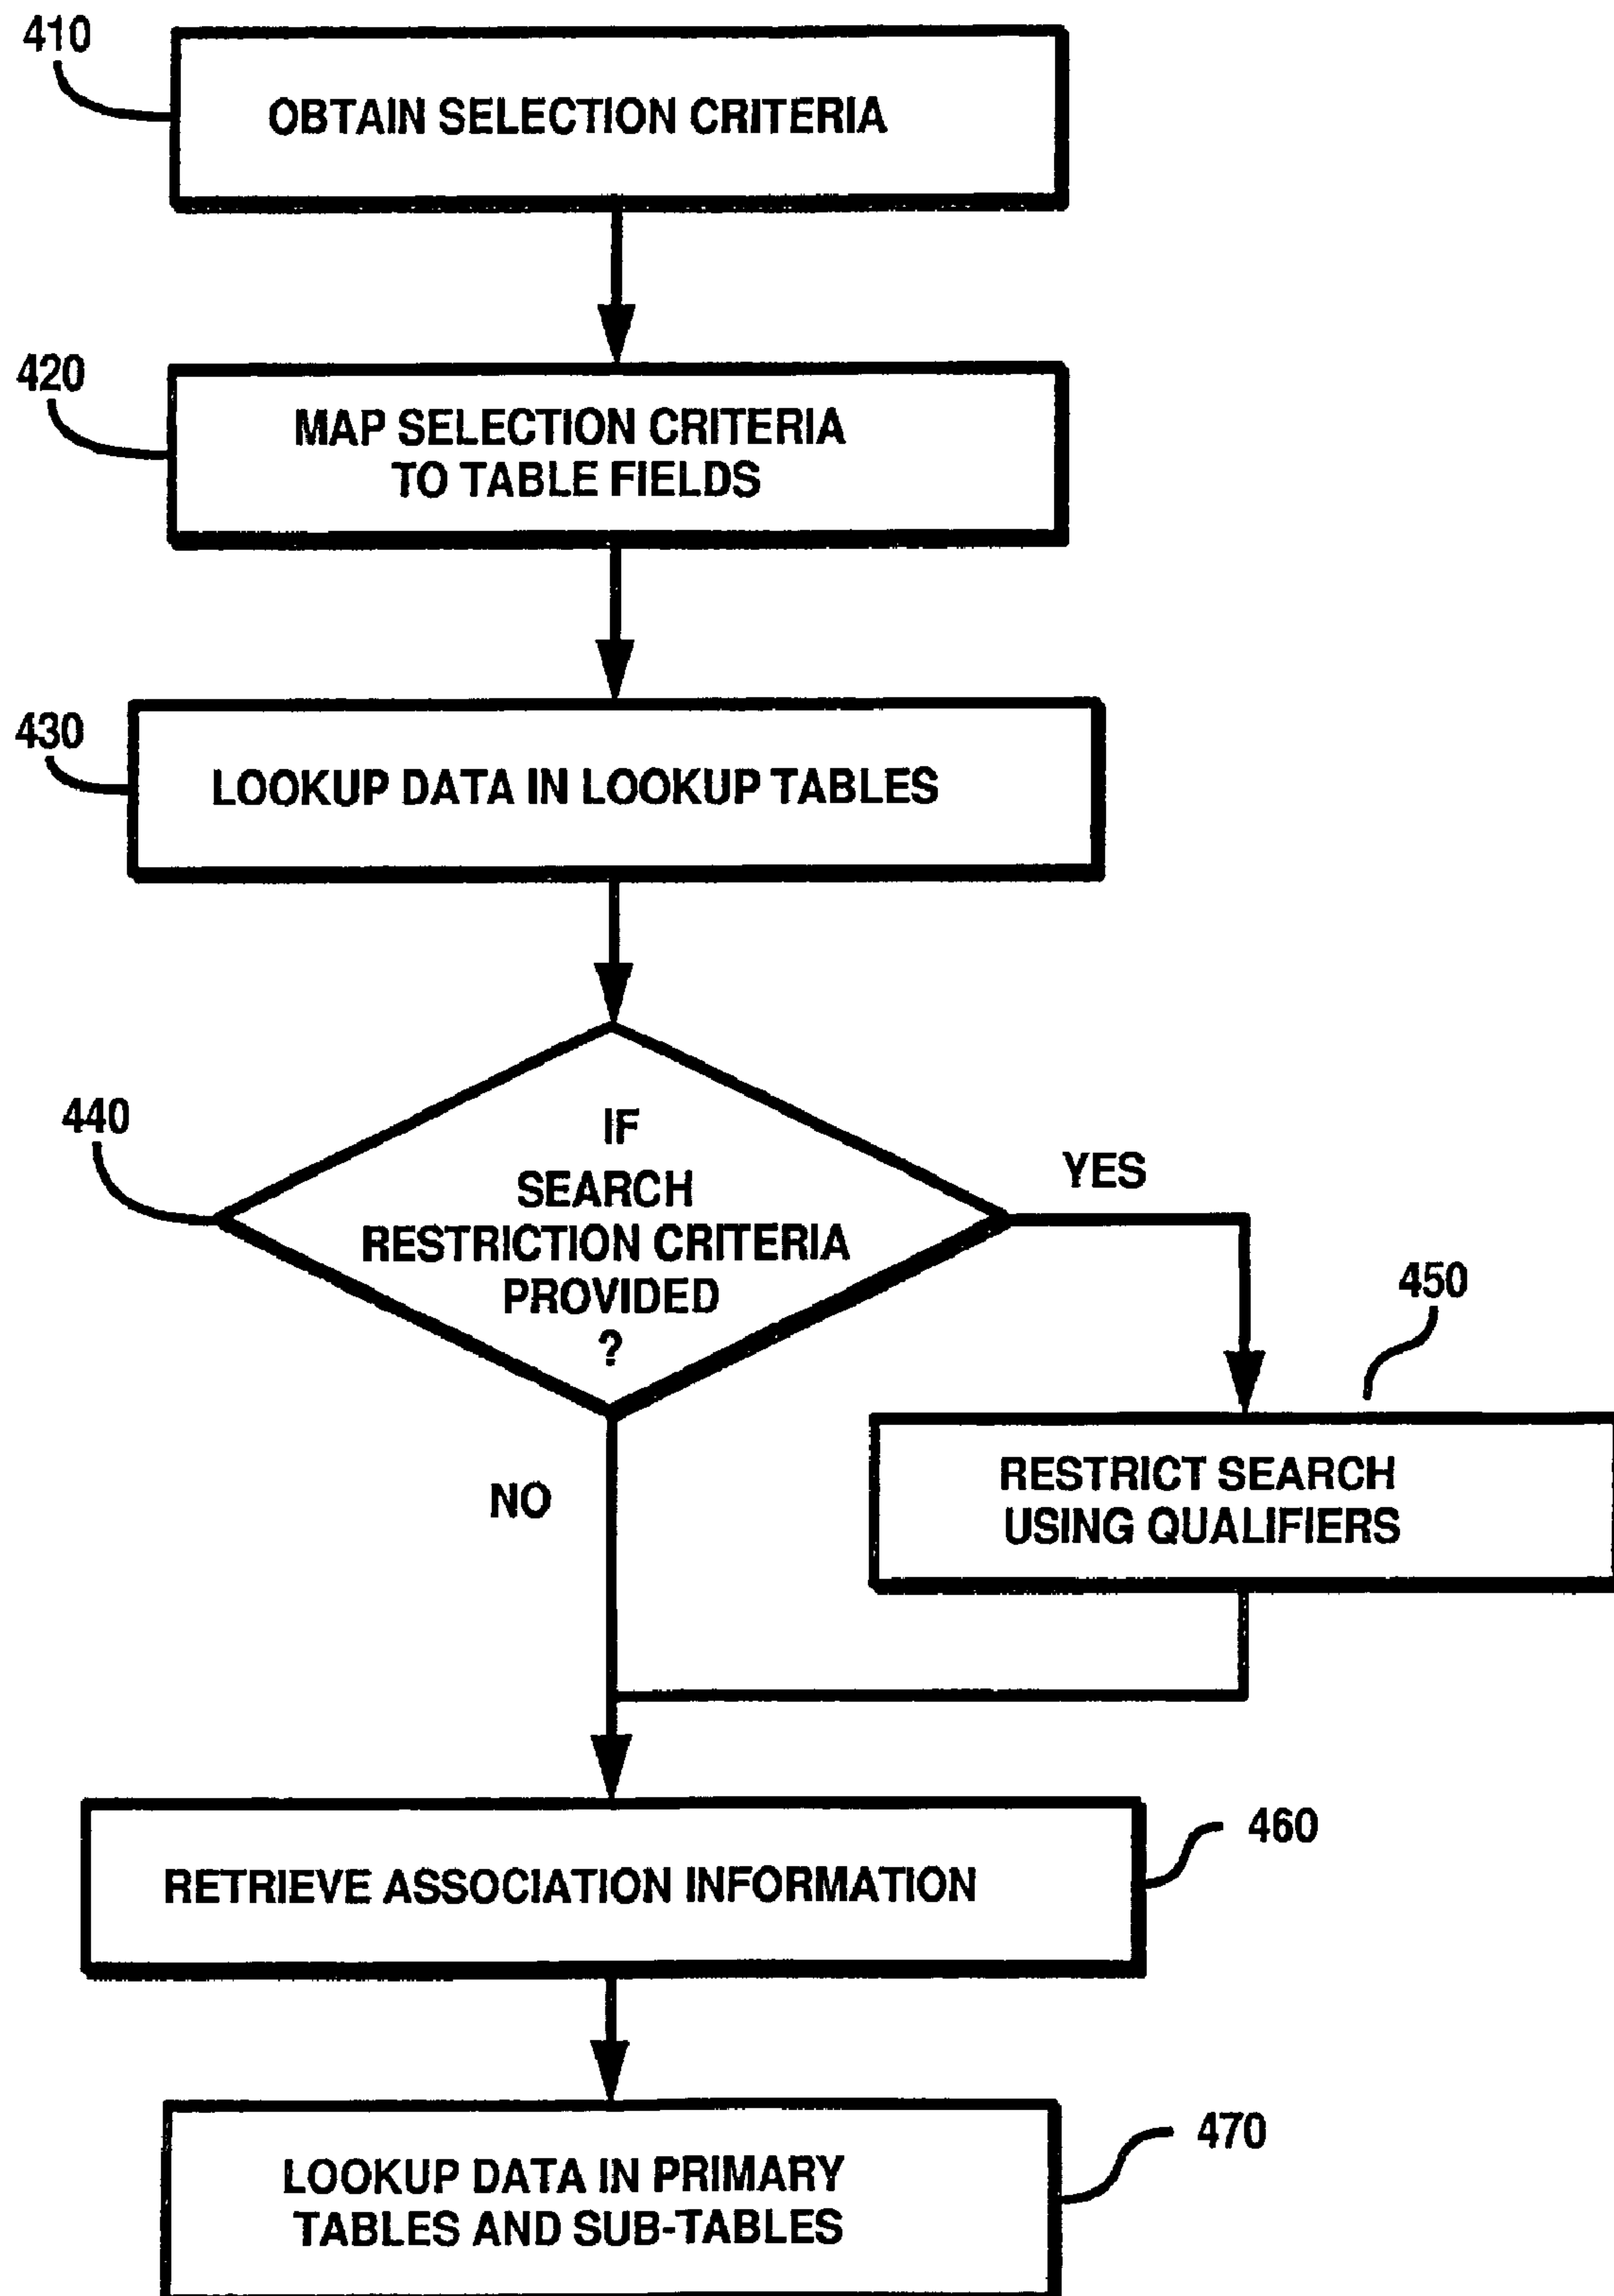 410
OBTAIN SELECTION CRITERIA
420
MAP SELECTION CRITERIA
TO TABLE FIELDS
430
LOOKUP DATA IN LOOKUP TABLES
440
IF
SEARCH
RESTRICTION CRITERIA
PROVIDED
?
YES
450
NO
RESTRICT SEARCH
USING QUALIFIERS
460
RETRIEVE ASSOCIATION INFORMATION
470
LOOKUP DATA IN PRIMARY
TABLES AND SUB-TABLES